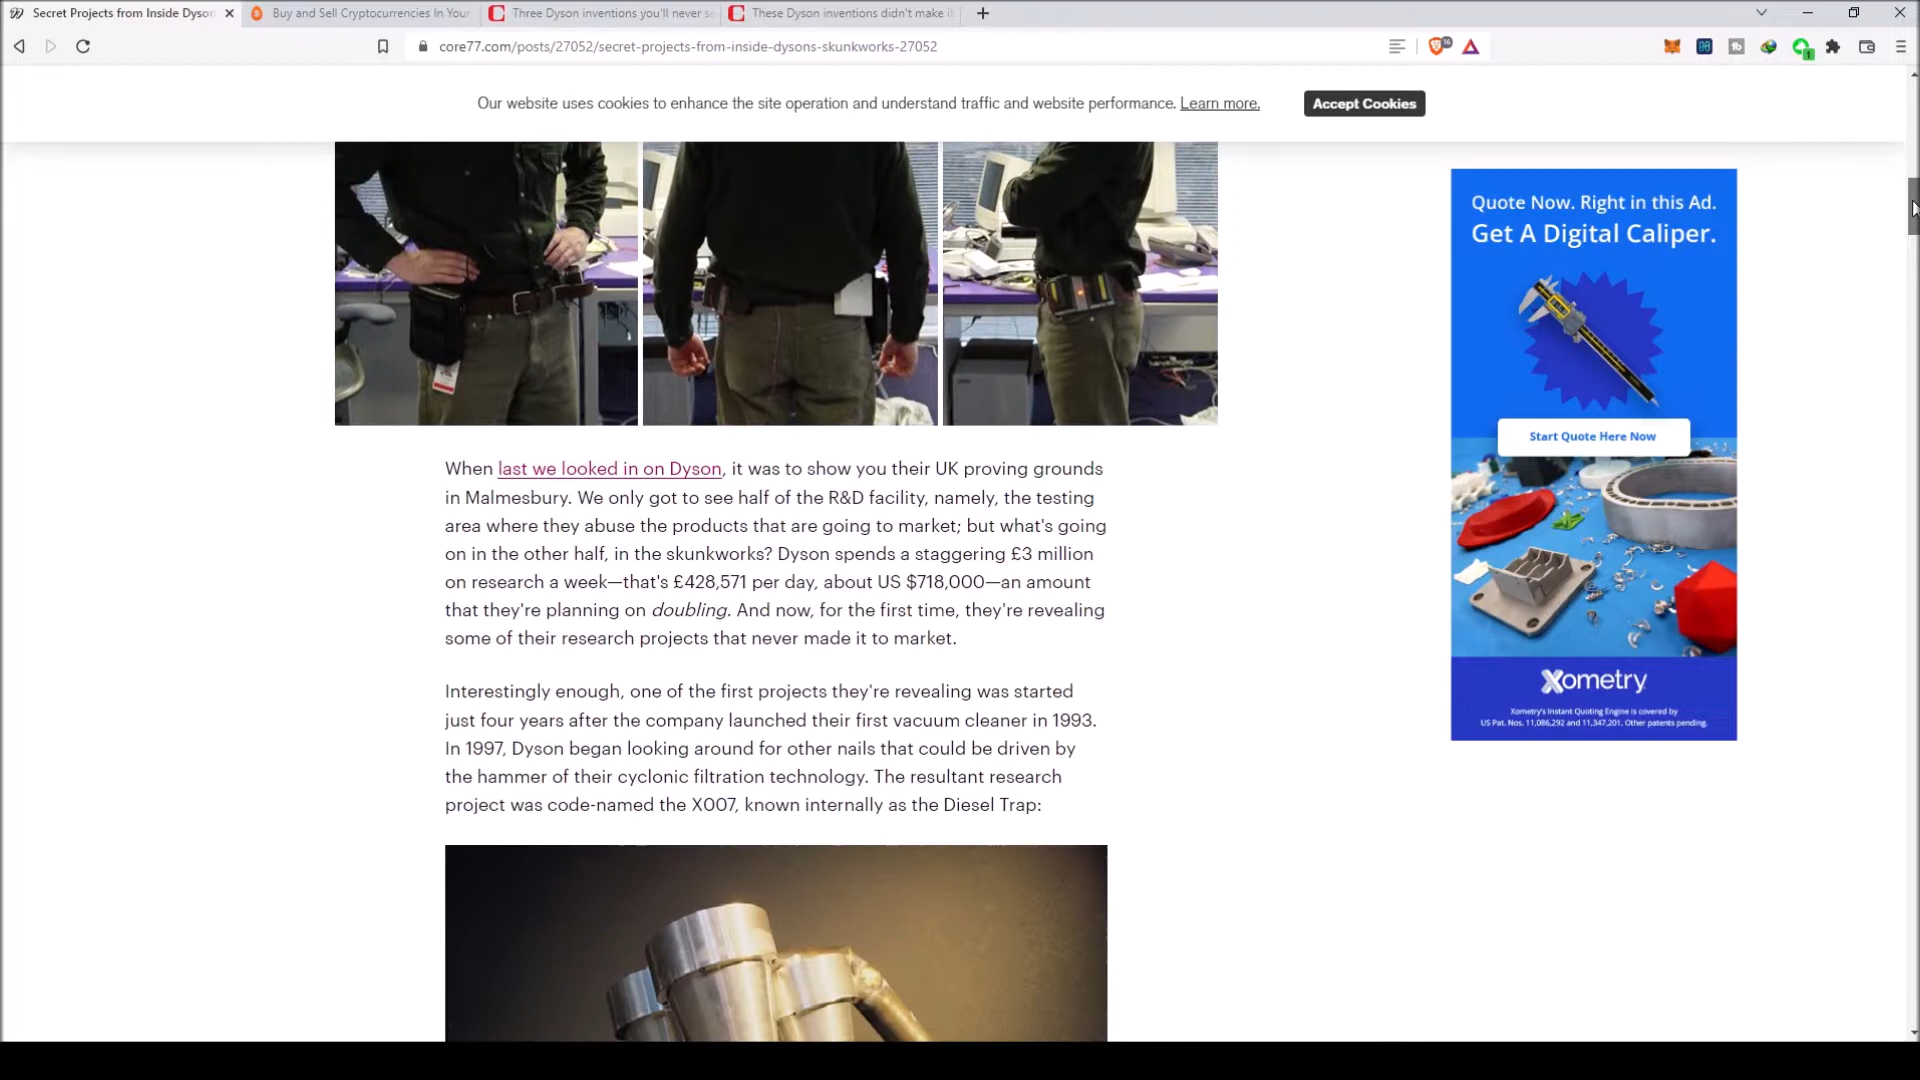 Secret Projects from Inside Dyson
Buy and Sell Cryptocurrencies In Your
Three Dyson inventions you'll never se
These Dyson inventions didn't make it
core77.com/posts/27052/secret-projects-from-inside-dysons-skunkworks-27052
Our website uses cookies to enhance the site operation and understand traffic and website performance. Learn more.
Accept Cookies
Quote Now. Right in this Ad.
Get A Digital Caliper.
Start Quote Here Now
Xometry
Xometry's Instant Quoting Engine is covered by
US Pat. Nos. 11,086,292 and 11,347,201. Other patents pending.
When last we looked in on Dyson, it was to show you their UK proving grounds
in Malmesbury. We only got to see half of the R&D facility, namely, the testing
area where they abuse the products that are going to market; but what's going
on in the other half, in the skunkworks? Dyson spends a staggering £3 million
on research a week—that's £428,571 per day, about US $718,000—an amount
that they're planning on doubling. And now, for the first time, they're revealing
some of their research projects that never made it to market.
Interestingly enough, one of the first projects they're revealing was started
just four years after the company launched their first vacuum cleaner in 1993.
In 1997, Dyson began looking around for other nails that could be driven by
the hammer of their cyclonic filtration technology. The resultant research
project was code-named the X007, known internally as the Diesel Trap: